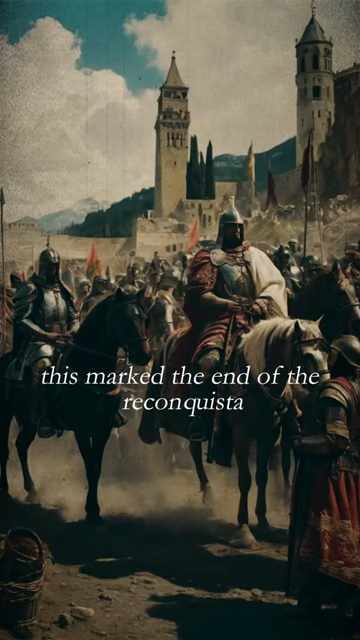 this marked the end of the
reconquista